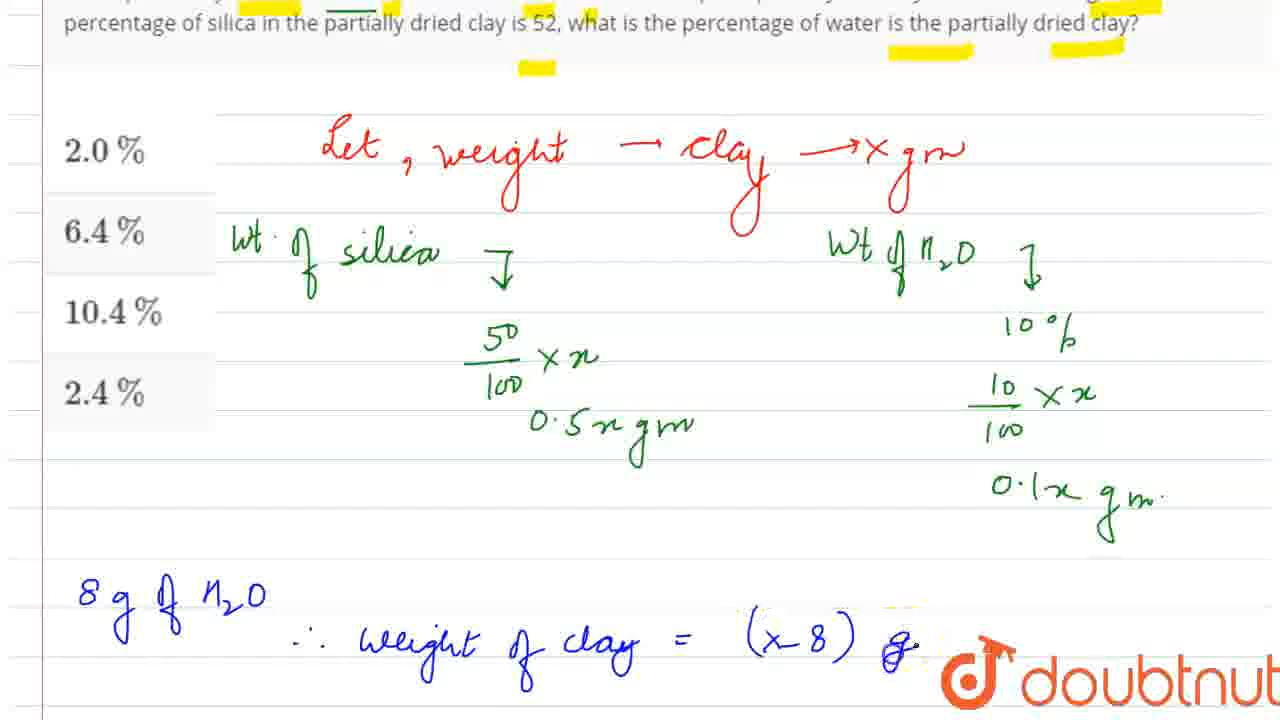 percentage of silica in the partially dried clay is 52, what is the percentage of water is the partially dried clay?
2.0 %
Let, weight → clay → x gm
6.4 %
Wt. of silica
Wt of H2O
10.4 %
50/100 × x
10 %
2.4 %
0.5x gm
10/100 × x
0.1x gm.
8 g of H2O
∴ weight of clay = (x-8) g
doubtnut